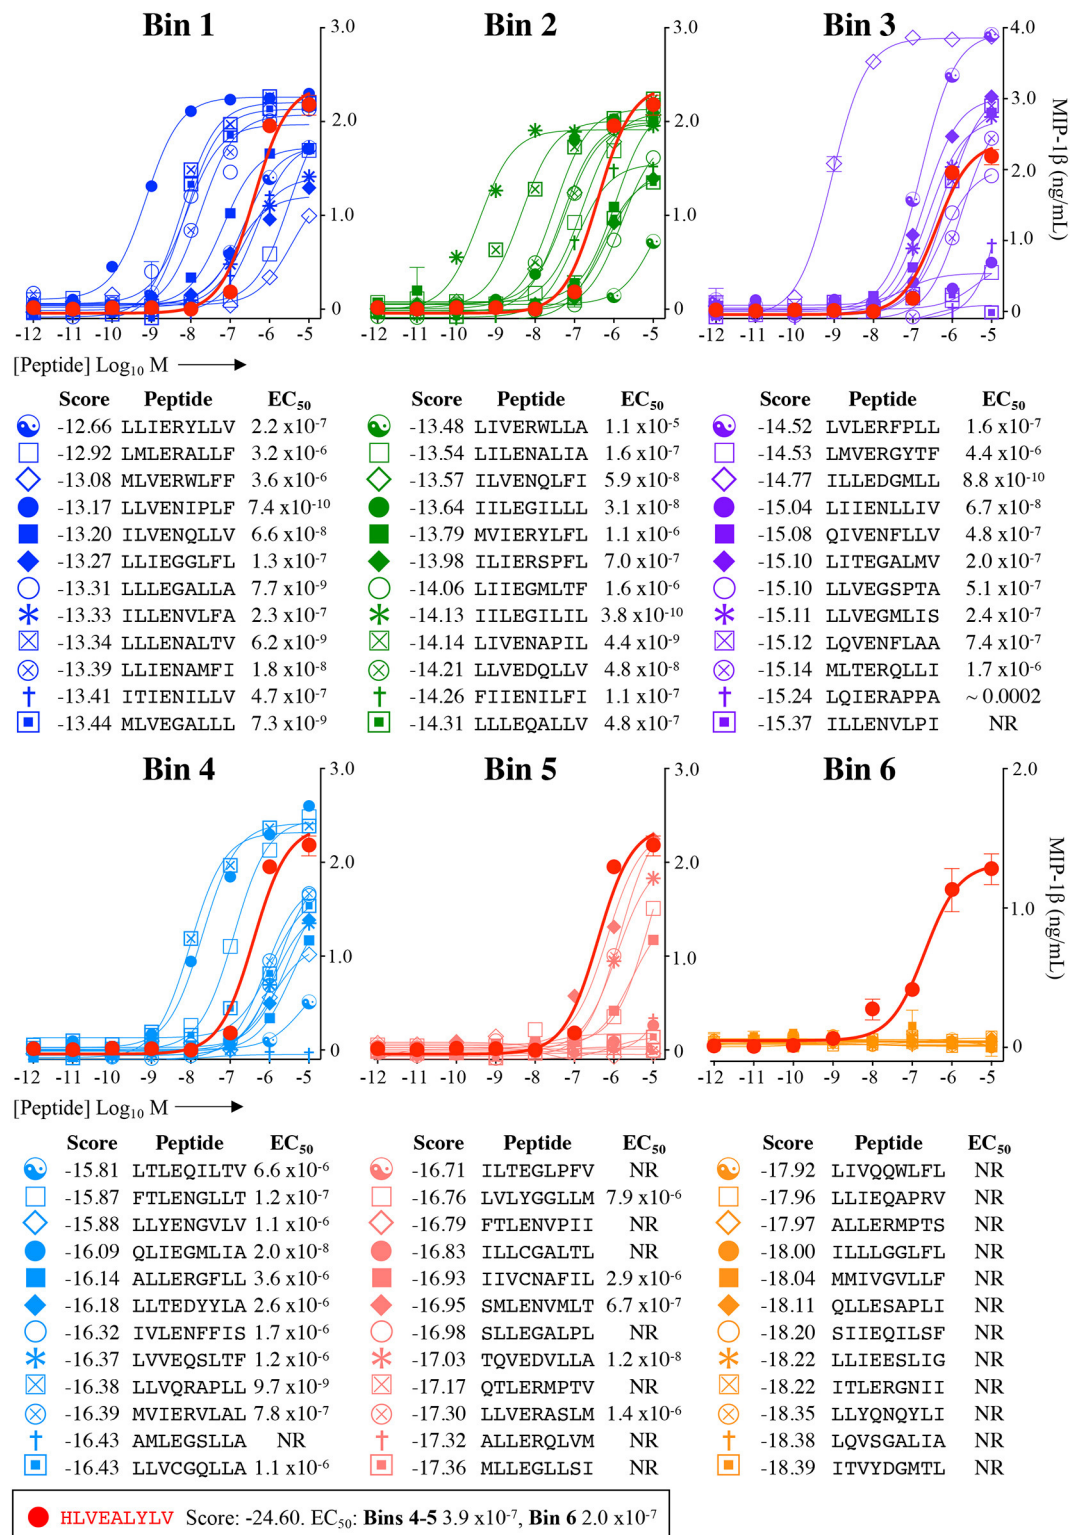 Bin 1 Bin 2 Bin 3
3.0 3.0 4.0
3.0
2.0 2.0
2.0
1.0 1.0
1.0
0 0 0
-12 -11 -10 -9 -8 -7 -6 -5 -12 -11 -10 -9 -8 -7 -6 -5 -12 -11 -10 -9 -8 -7 -6 -5
MIP-1β (ng/mL)
[Peptide] Log10 M
Score Peptide EC50 Score Peptide EC50 Score Peptide EC50
-12.66 LLIERYLLV 2.2 x10-7 -13.48 LIVERWLLA 1.1 x10-5 -14.52 LVLERFPLL 1.6 x10-7
-12.92 LMLERALLF 3.2 x10-6 -13.54 LILENALIA 1.6 x10-7 -14.53 LMVERGYTF 4.4 x10-6
-13.08 MLVERWLFF 3.6 x10-6 -13.57 ILVENQLFI 5.9 x10-8 -14.77 ILLEDGMLL 8.8 x10-10
-13.17 LLVENIPLF 7.4 x10-10 -13.64 IILEGILLL 3.1 x10-8 -15.04 LIIENLLIV 6.7 x10-8
-13.20 ILVENQLLV 6.6 x10-8 -13.79 MVIERYLFL 1.1 x10-6 -15.08 QIVENFLLV 4.8 x10-7
-13.27 LLIEGGLFL 1.3 x10-7 -13.98 ILIERSPFL 7.0 x10-7 -15.10 LITEGALMV 2.0 x10-7
-13.31 LLLEGALLA 7.7 x10-9 -14.06 LIIEGMLTF 1.6 x10-6 -15.10 LLVEGSPTA 5.1 x10-7
-13.33 LLLENVLFA 2.3 x10-7 -14.13 IILEGILIL 3.8 x10-10 -15.11 LLVEGMLIS 2.4 x10-7
-13.34 LLLENALTV 6.2 x10-9 -14.14 LIVENAPIL 4.4 x10-9 -15.12 LQVENFLAA 7.4 x10-7
-13.39 LLIENAMFI 1.8 x10-8 -14.21 LLVEDQLLV 4.8 x10-8 -15.14 MLTERQLLI 1.7 x10-6
-13.41 ITIENILLV 4.7 x10-7 -14.26 FIIENILFI 1.1 x10-7 -15.24 LQIERAPPA ~ 0.0002
-13.44 MLVEGALLL 7.3 x10-9 -14.31 LLLEQALLV 4.8 x10-7 -15.37 ILLENVLPI NR
Bin 4 Bin 5 Bin 6
3.0 3.0 2.0
2.0 2.0
1.0 1.0 1.0
0 0 0
-12 -11 -10 -9 -8 -7 -6 -5 -12 -11 -10 -9 -8 -7 -6 -5 -12 -11 -10 -9 -8 -7 -6 -5
MIP-1β (ng/mL)
[Peptide] Log10 M
Score Peptide EC50 Score Peptide EC50 Score Peptide EC50
-15.81 LTLEQILTV 6.6 x10-6 -16.71 ILTEGLPFV NR -17.92 LIVQQWLFL NR
-15.87 FTLENGLLT 1.2 x10-7 -16.76 LVLYGGLLM 7.9 x10-6 -17.96 LLIEQAPRV NR
-15.88 LLYENGVLV 1.1 x10-6 -16.79 FTLENVPII NR -17.97 ALLERMPTS NR
-16.09 QLIEGMLIA 2.0 x10-8 -16.83 ILLCGALTL NR -18.00 ILLLGGLFL NR
-16.14 ALLERGFLL 3.6 x10-6 -16.93 IIVCNAFIL 2.9 x10-6 -18.04 MMIVGVLLF NR
-16.18 LLTEDYYLA 2.6 x10-6 -16.95 SMLENVMLT 6.7 x10-7 -18.11 QLLESAPLI NR
-16.32 IVLENFFIS 1.7 x10-6 -16.98 SLLEGALPL NR -18.20 SIIEQILSF NR
-16.37 LVVEQSLTF 1.2 x10-6 -17.03 TQVEDVLLA 1.2 x10-8 -18.22 LLIEESLIG NR
-16.38 LLVQRAPLL 9.7 x10-9 -17.17 QTLERMPTV NR -18.22 ITLERGNII NR
-16.39 MVIERVLAL 7.8 x10-7 -17.30 LLVERASLM 1.4 x10-6 -18.35 LLYQNQYLI NR
-16.43 AMLEGSLLA NR -17.32 ALLERQLVM NR -18.38 LQVSGALIA NR
-16.43 LLVCGQLLA 1.1 x10-6 -17.36 MLLEGLLSI NR -18.39 ITVYDGMTL NR
HLVEALYLV Score: -24.60. EC50: Bins 4-5 3.9 x10-7, Bin 6 2.0 x10-7